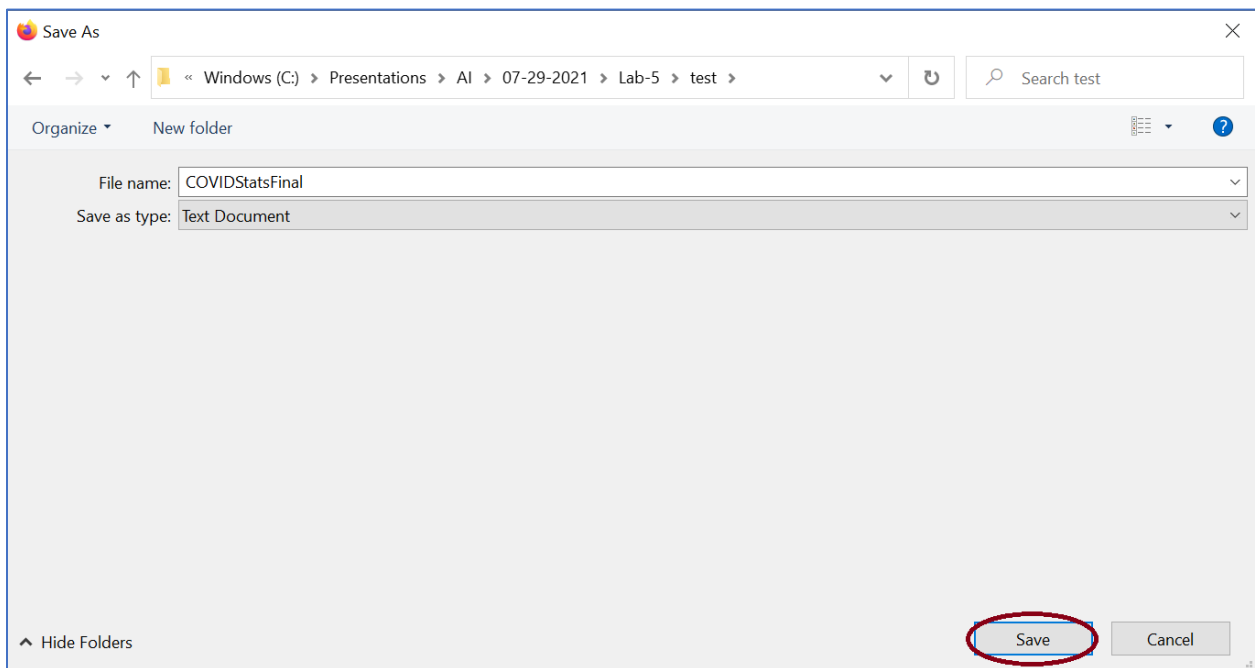 Save As
« Windows (C:) > Presentations > AI > 07-29-2021 > Lab-5 > test >
Search test
Organize
New folder
?
File name: COVIDStatsFinal
Save as type: Text Document
Hide Folders
Save
Cancel